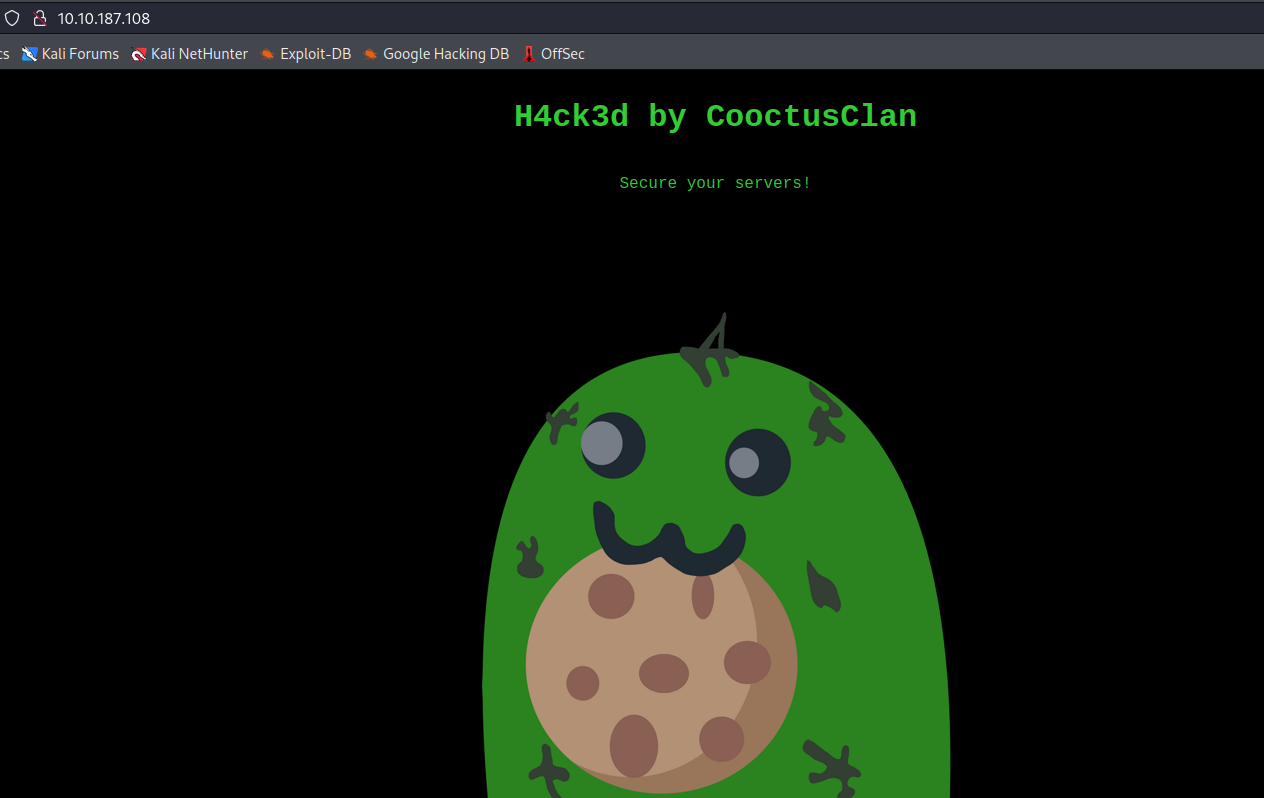 10.10.187.108
cs Kali Forums Kali NetHunter Exploit-DB Google Hacking DB OffSec
H4ck3d by CooctusClan
Secure your servers!